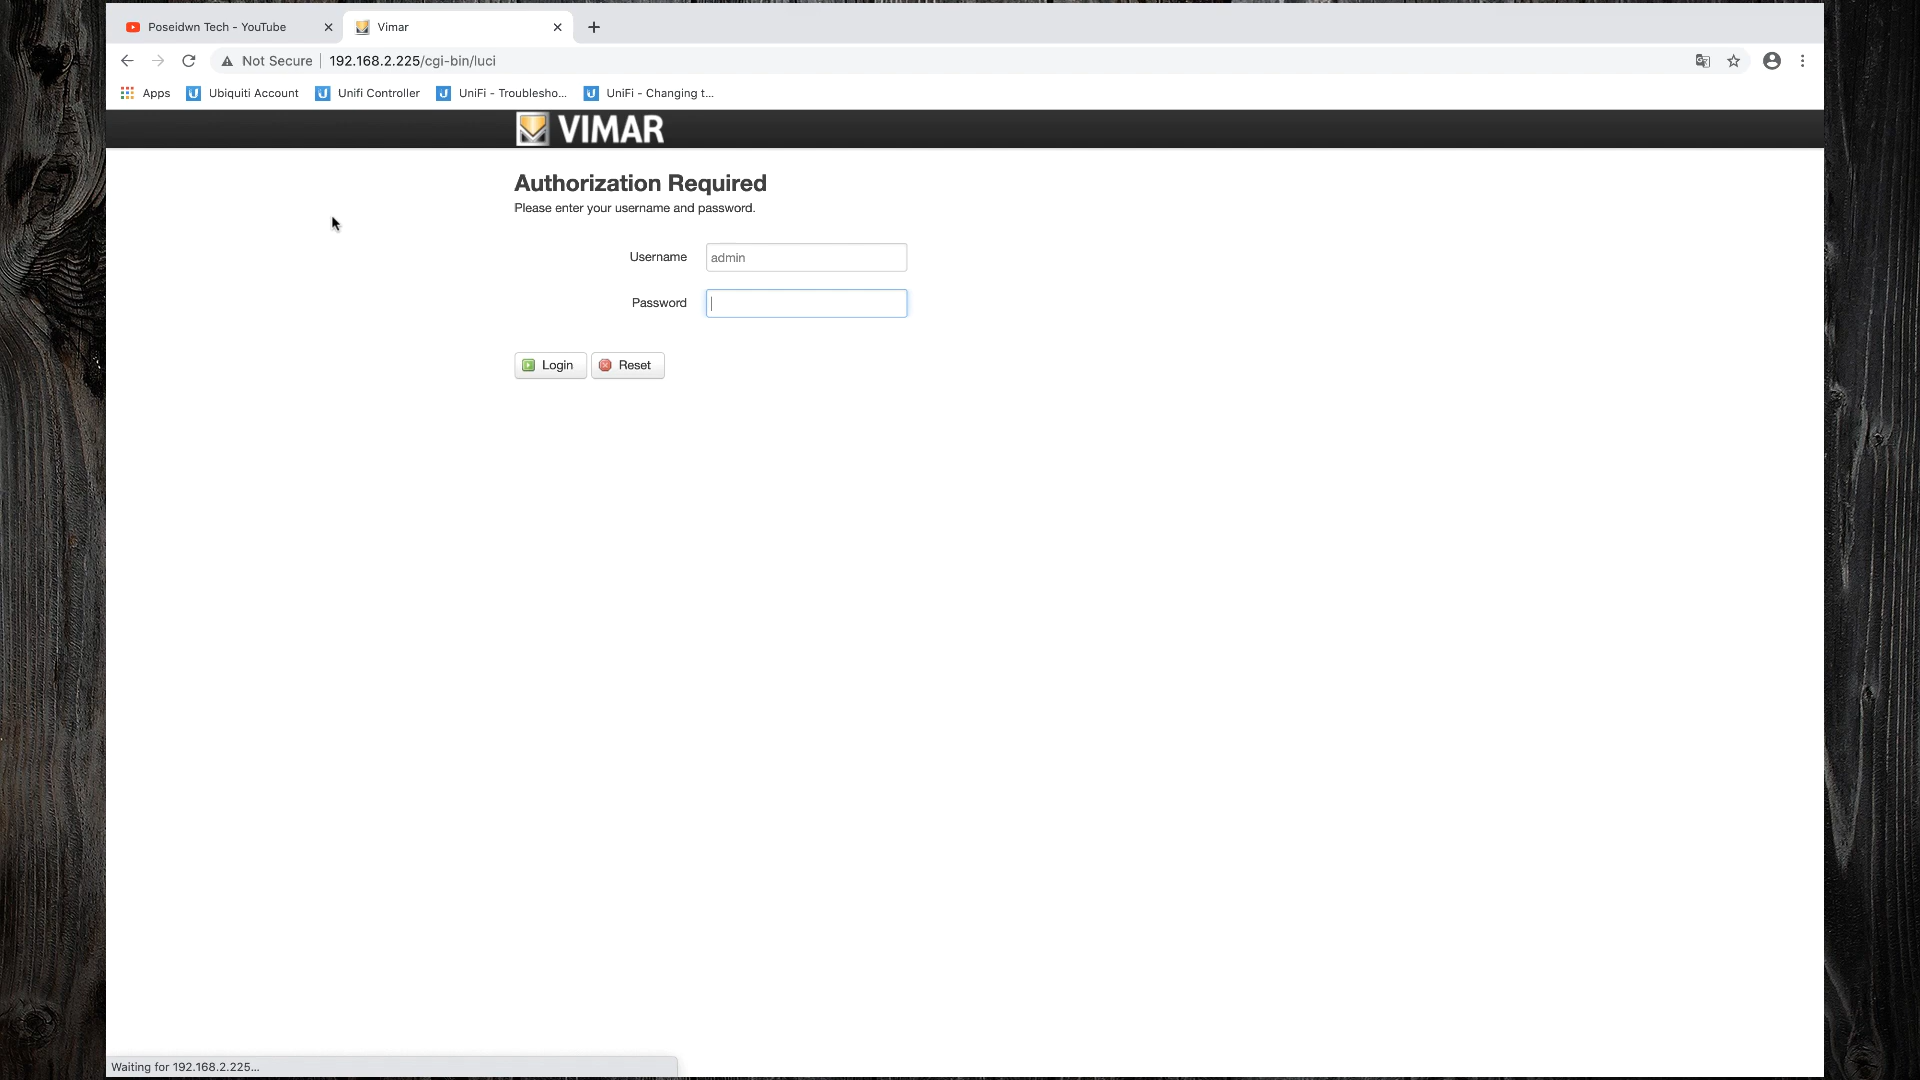 Poseidwn Tech - YouTube
Vimar
Not Secure
192.168.2.225/cgi-bin/luci
Apps
Ubiquiti Account
Unifi Controller
UniFi - Troublesho...
UniFi - Changing t...
VIMAR
Authorization Required
Please enter your username and password.
Username
admin
Password
Login
Reset
Waiting for 192.168.2.225...